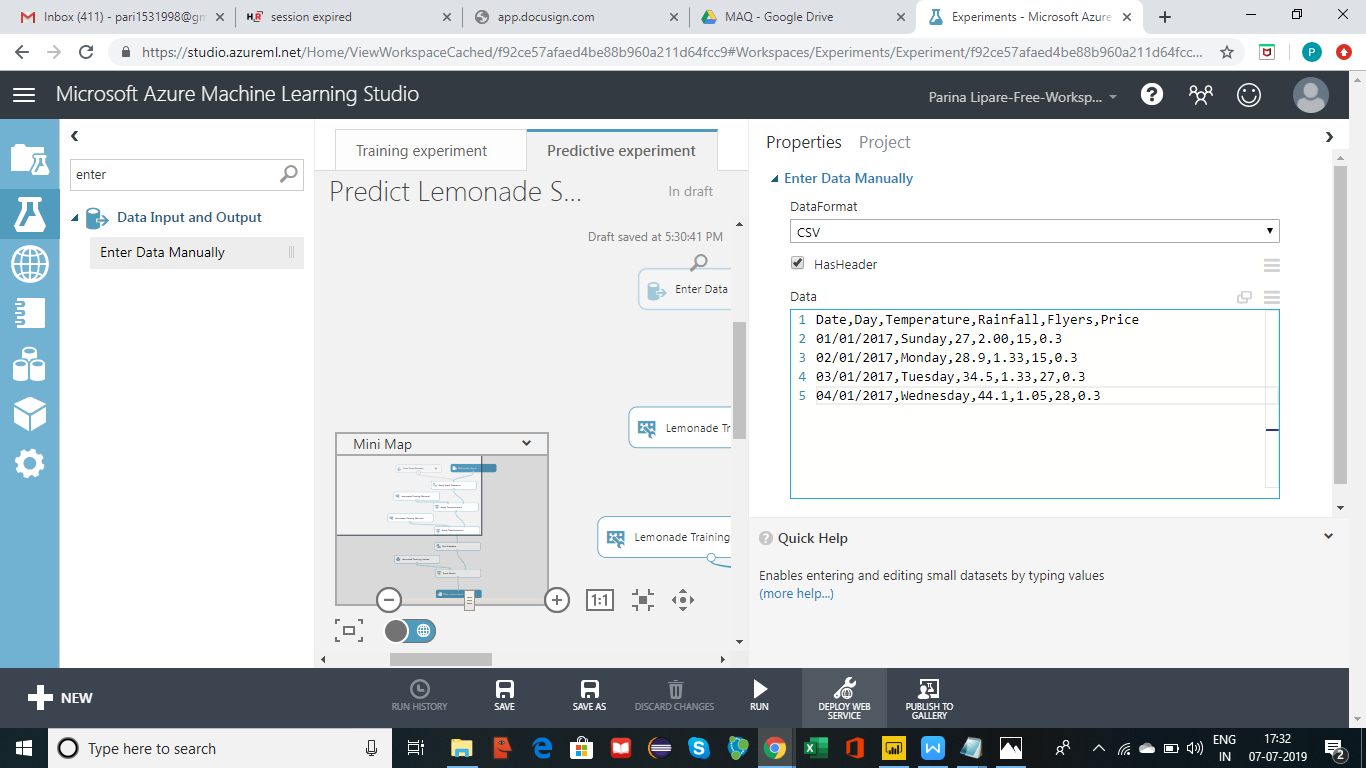 Inbox (411) - pari1531998@gm
session expired
app.docusign.com
MAQ - Google Drive
Experiments - Microsoft Azure
https://studio.azureml.net/Home/ViewWorkspaceCached/f92ce57afaed4be88b960a211d64fcc9#Workspaces/Experiments/Experiment/f92ce57afaed4be88b960a211d64fcc...
P
Microsoft Azure Machine Learning Studio
Parina Lipare-Free-Worksp...
enter
Data Input and Output
Enter Data Manually
Training experiment
Predictive experiment
Predict Lemonade S...
In draft
Draft saved at 5:30:41 PM
Enter Data
Lemonade Tr
Lemonade Training
Mini Map
1:1
Properties
Project
Enter Data Manually
DataFormat
CSV
HasHeader
Data
1 Date,Day,Temperature,Rainfall,Flyers,Price
2 01/01/2017,Sunday,27,2.00,15,0.3
3 02/01/2017,Monday,28.9,1.33,15,0.3
4 03/01/2017,Tuesday,34.5,1.33,27,0.3
5 04/01/2017,Wednesday,44.1,1.05,28,0.3
Quick Help
Enables entering and editing small datasets by typing values
(more help...)
NEW
RUN HISTORY
SAVE
SAVE AS
DISCARD CHANGES
RUN
DEPLOY WEB
SERVICE
PUBLISH TO
GALLERY
Type here to search
ENG
IN
17:32
07-07-2019
2